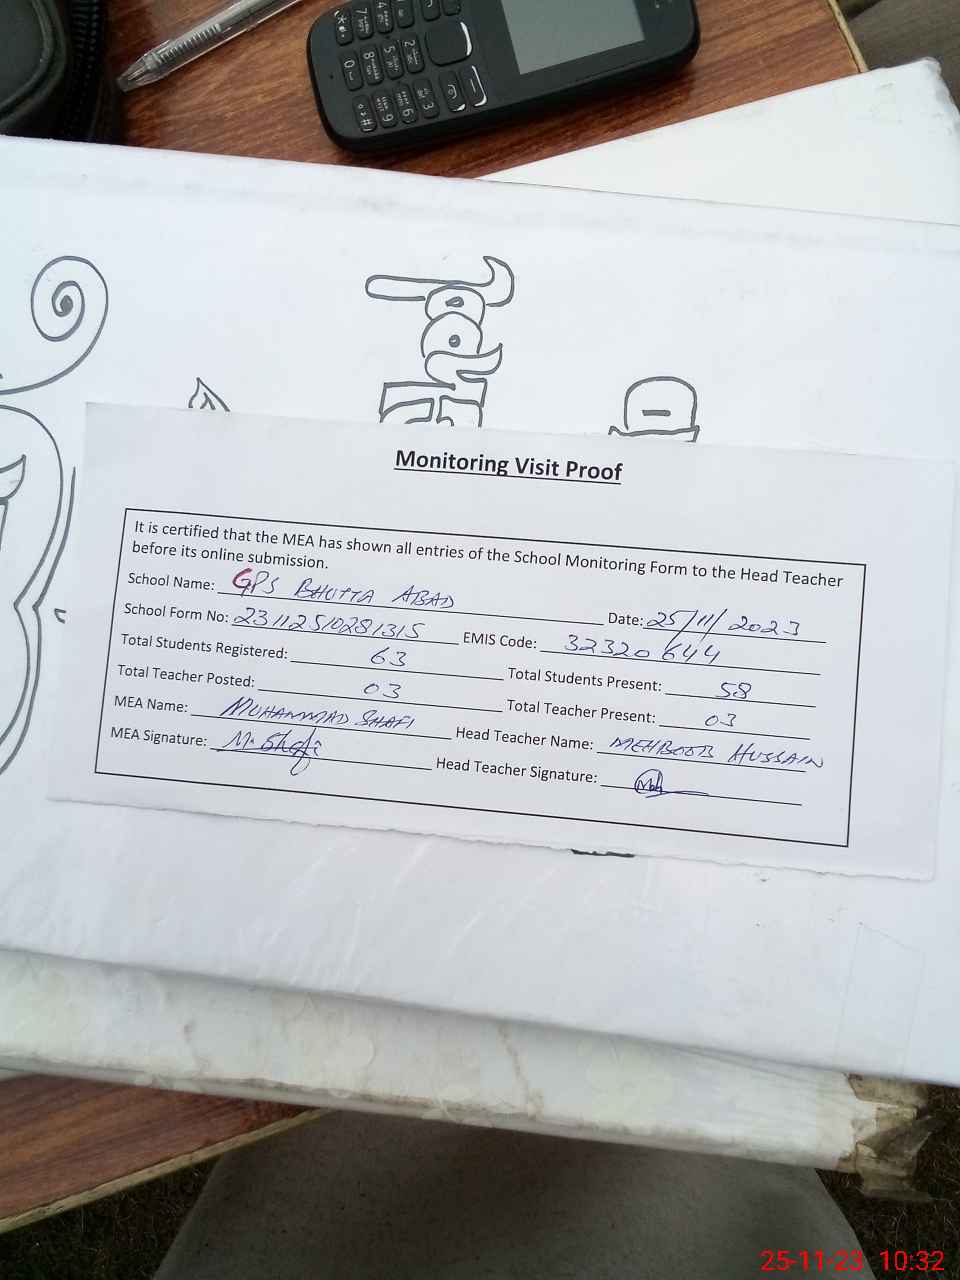 Monitoring Visit Proof
It is certified that the MEA has shown all entries of the School Monitoring Form to the Head Teacher
before its online submission.
School Name: GPS BHUTTA ABAD Date: 25/11/2023
School Form No: 23112510281315 EMIS Code: 32320644
Total Students Registered: 63 Total Students Present: 58
Total Teacher Posted: 03 Total Teacher Present: 03
MEA Name: MUHAMMAD SHAFI Head Teacher Name: MEHBOOB HUSSAIN
MEA Signature: M. Shafi Head Teacher Signature:
25-11-23 10:32